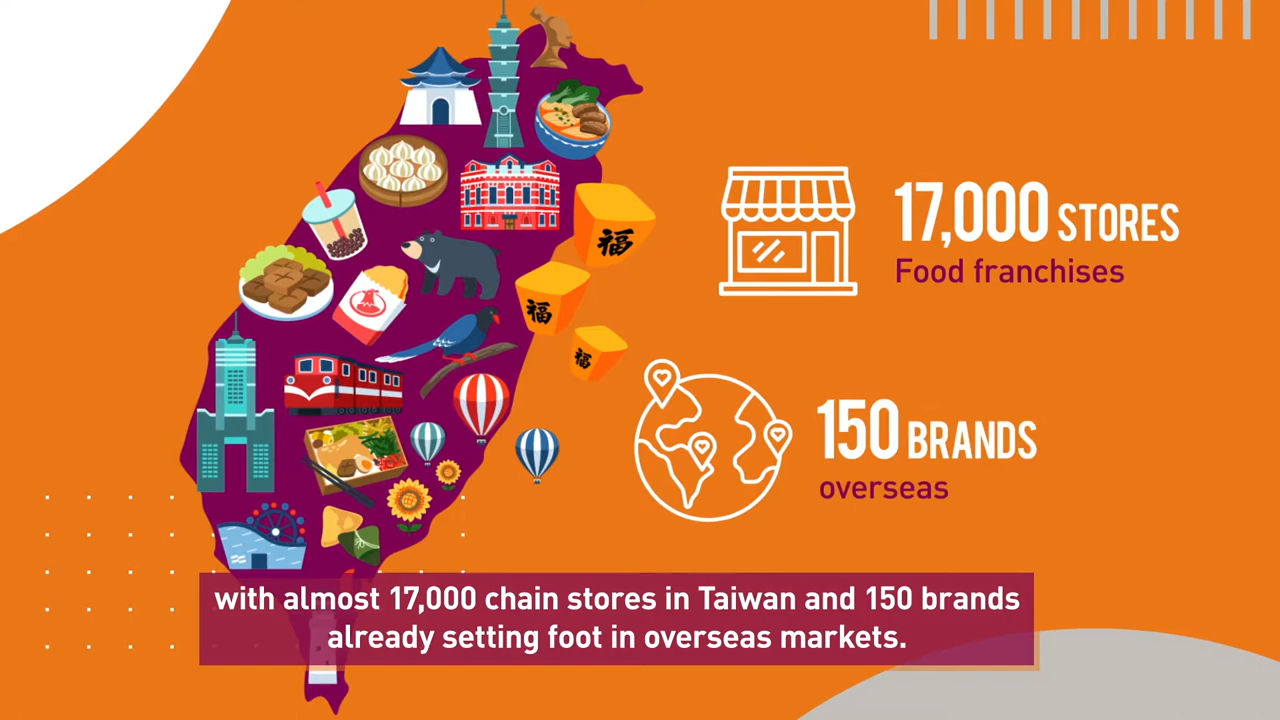 福
福
福
17,000 STORES
Food franchises
150 BRANDS
overseas
with almost 17,000 chain stores in Taiwan and 150 brands
already setting foot in overseas markets.